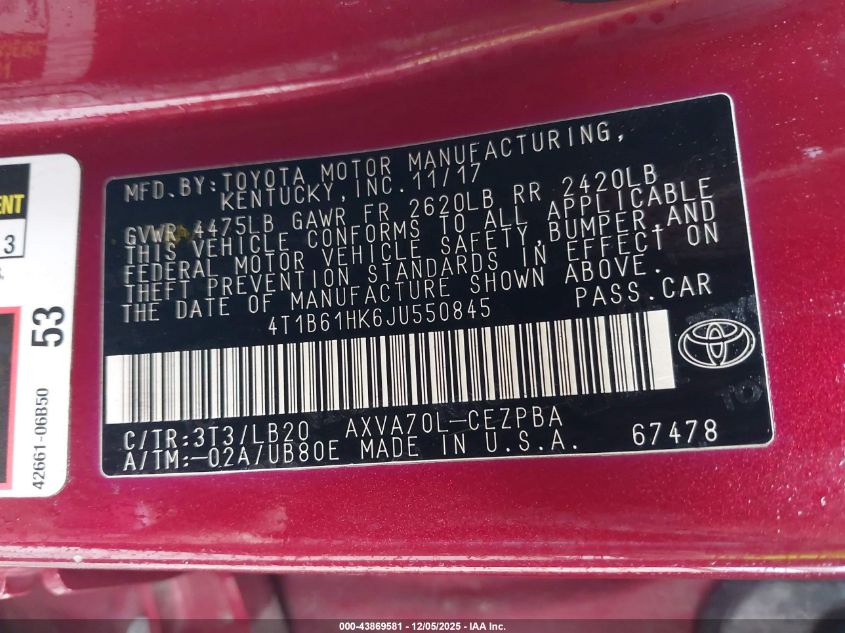 MFD. BY: TOYOTA MOTOR MANUFACTURING,
KENTUCKY, INC. 11/17
GVWR 4475LB GAWR FR 2620LB RR 2420LB
THIS VEHICLE CONFORMS TO ALL APPLICABLE
FEDERAL MOTOR VEHICLE SAFETY, BUMPER, AND
THEFT PREVENTION STANDARDS IN EFFECT ON
THE DATE OF MANUFACTURE SHOWN ABOVE.
4T1B61HK6JU550845 PASS. CAR
C/TR: 3T3/LB20 AXVA70L-CEZPBA
A/TM:-02A/UB80E MADE IN U.S.A. 67478
53
42661-06B50
000-43869581 - 12/05/2025 - IAA Inc.